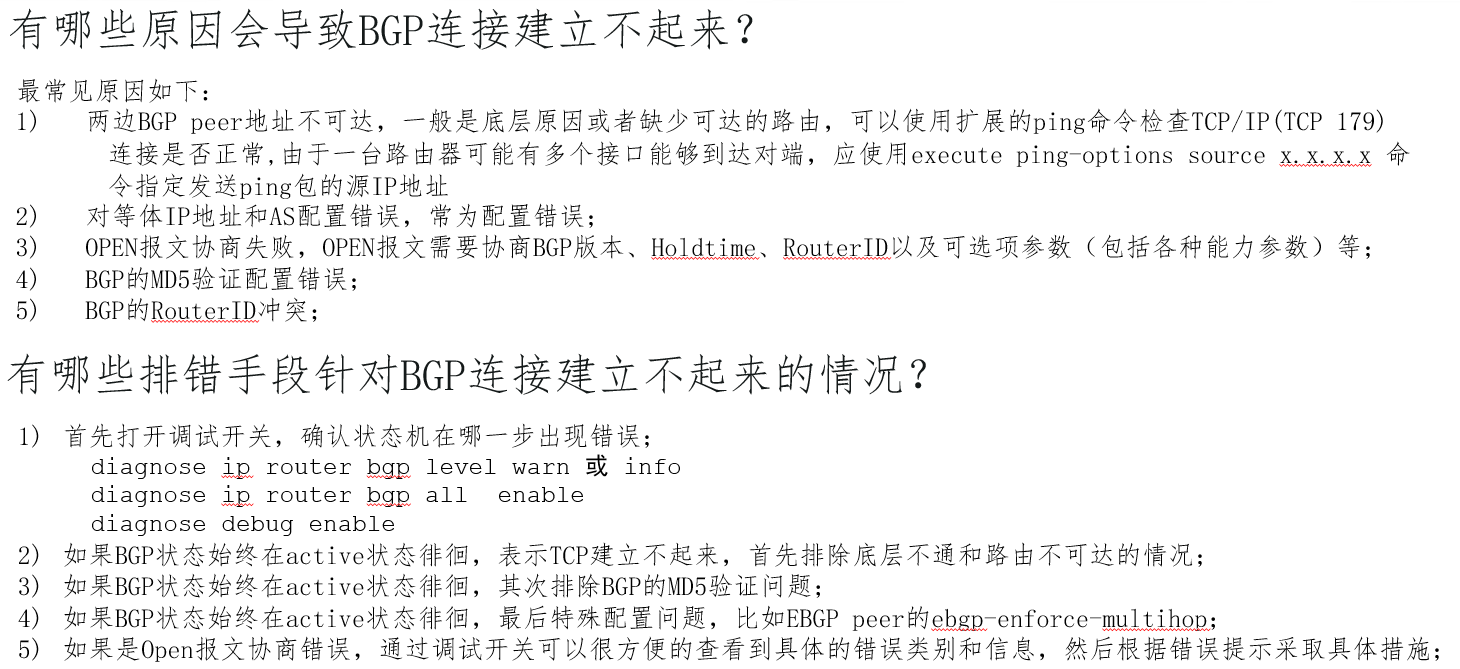 有哪些原因会导致BGP连接建立不起来？
最常见原因如下：
1) 两边BGP peer地址不可达，一般是底层原因或者缺少可达的路由，可以使用扩展的ping命令检查TCP/IP(TCP 179)
连接是否正常,由于一台路由器可能有多个接口能够到达对端，应使用execute ping-options source x.x.x.x 命
令指定发送ping包的源IP地址
2) 对等体IP地址和AS配置错误，常为配置错误；
3) OPEN报文协商失败，OPEN报文需要协商BGP版本、Holdtime、RouterID以及可选项参数（包括各种能力参数）等；
4) BGP的MD5验证配置错误；
5) BGP的RouterID冲突；
有哪些排错手段针对BGP连接建立不起来的情况？
1) 首先打开调试开关，确认状态机在哪一步出现错误；
diagnose ip router bgp level warn 或 info
diagnose ip router bgp all  enable
diagnose debug enable
2) 如果BGP状态始终在active状态徘徊，表示TCP建立不起来，首先排除底层不通和路由不可达的情况；
3) 如果BGP状态始终在active状态徘徊，其次排除BGP的MD5验证问题；
4) 如果BGP状态始终在active状态徘徊，最后特殊配置问题，比如EBGP peer的ebgp-enforce-multihop；
5) 如果是Open报文协商错误，通过调试开关可以很方便的查看到具体的错误类别和信息，然后根据错误提示采取具体措施；